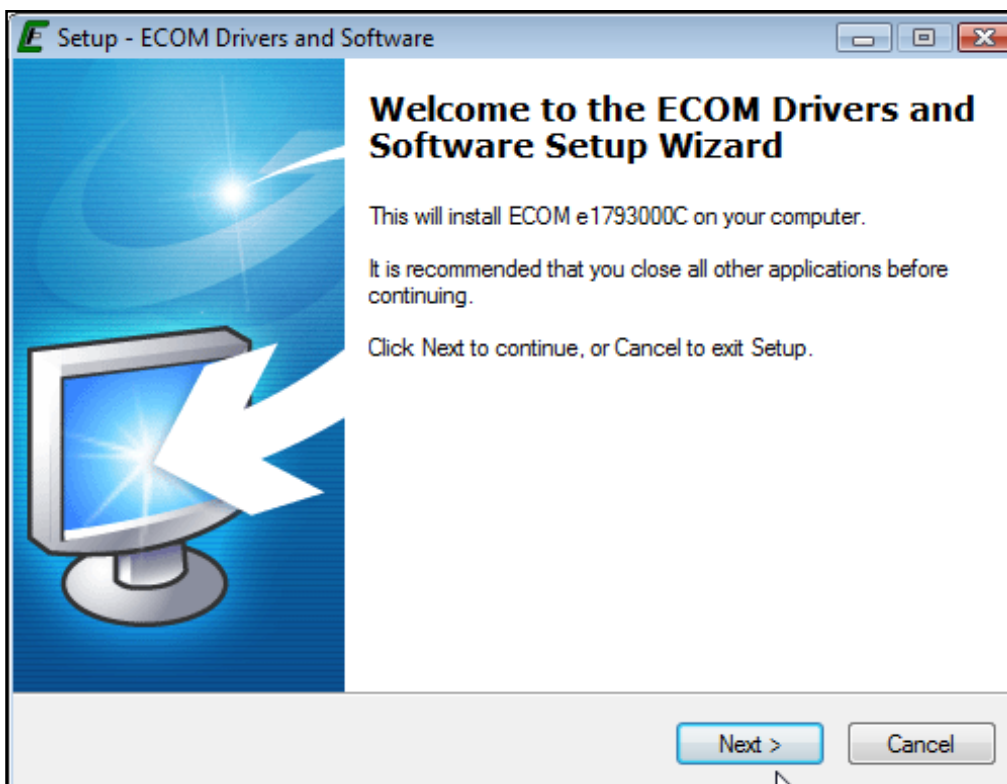 Setup - ECOM Drivers and Software
Welcome to the ECOM Drivers and
Software Setup Wizard
This will install ECOM e1793000C on your computer.
It is recommended that you close all other applications before
continuing.
Click Next to continue, or Cancel to exit Setup.
Next >
Cancel